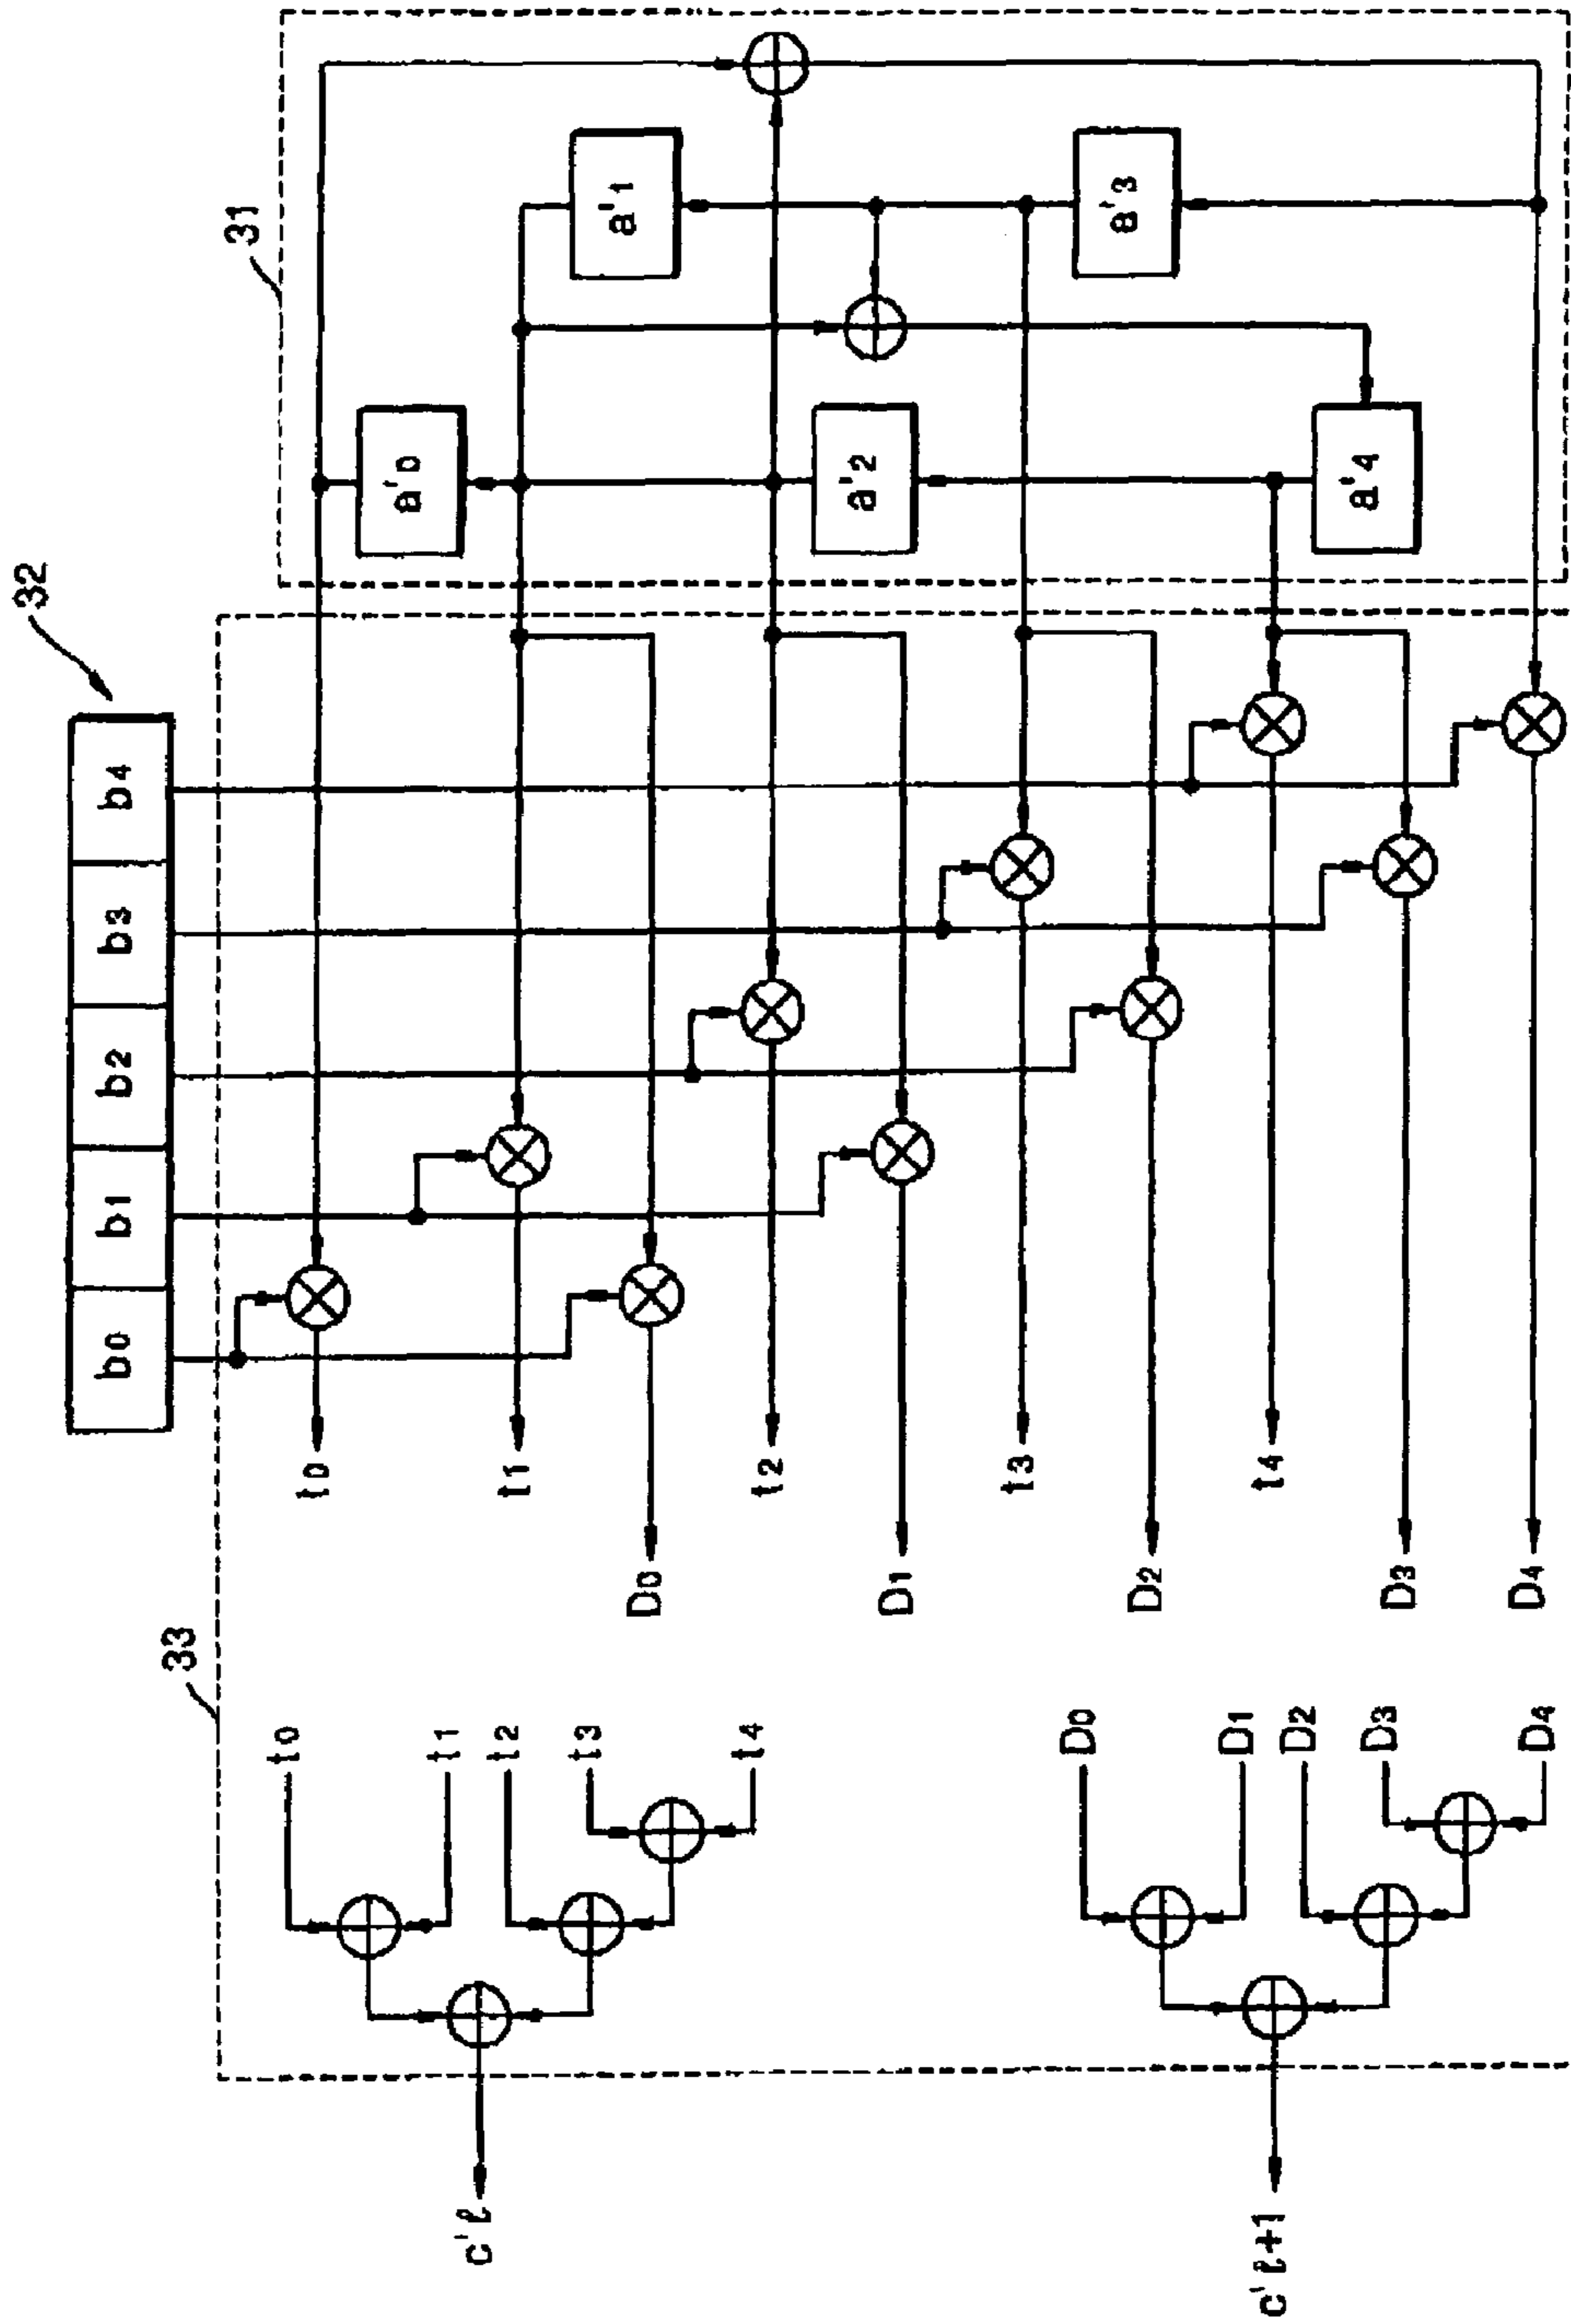 32
b0 b1 b2 b3 b4
33
31
t0 t1 t2 t3 t4
D0 D1 D2 D3 D4
t0
t1
D0
t2
D1
t3
D2
t4
D3
D4
a'0
a'1
a'2
a'3
a'4
c'ℓ
c'ℓ+1